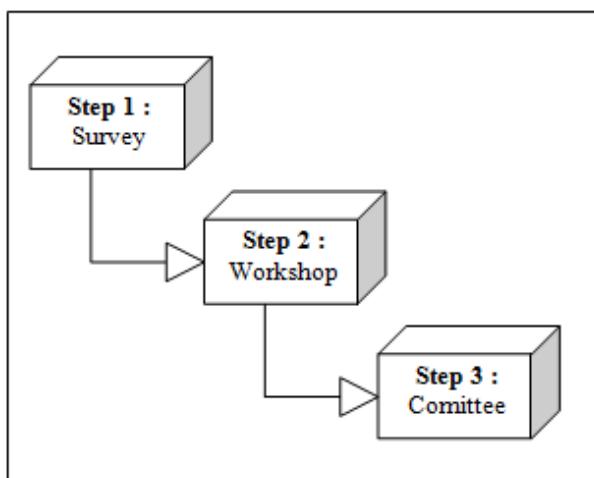 Step 1 :
Survey
Step 2 :
Workshop
Step 3 :
Comittee